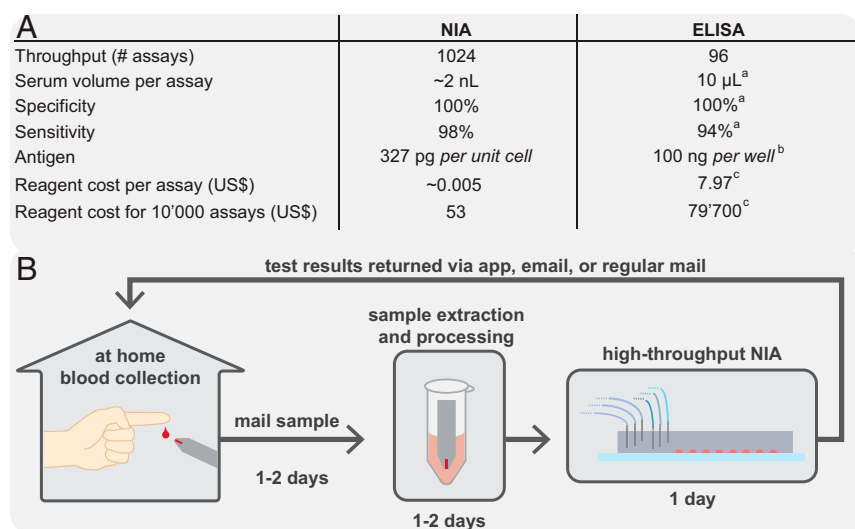 A
NIA ELISA
Throughput (# assays) 1024 96
Serum volume per assay ~2 nL 10 µL^a
Specificity 100% 100%^a
Sensitivity 98% 94%^a
Antigen 327 pg per unit cell 100 ng per well^b
Reagent cost per assay (US$) ~0.005 7.97^c
Reagent cost for 10'000 assays (US$) 53 79'700^c
B
test results returned via app, email, or regular mail
at home
blood collection
mail sample
1-2 days
sample extraction
and processing
1-2 days
high-throughput NIA
1 day